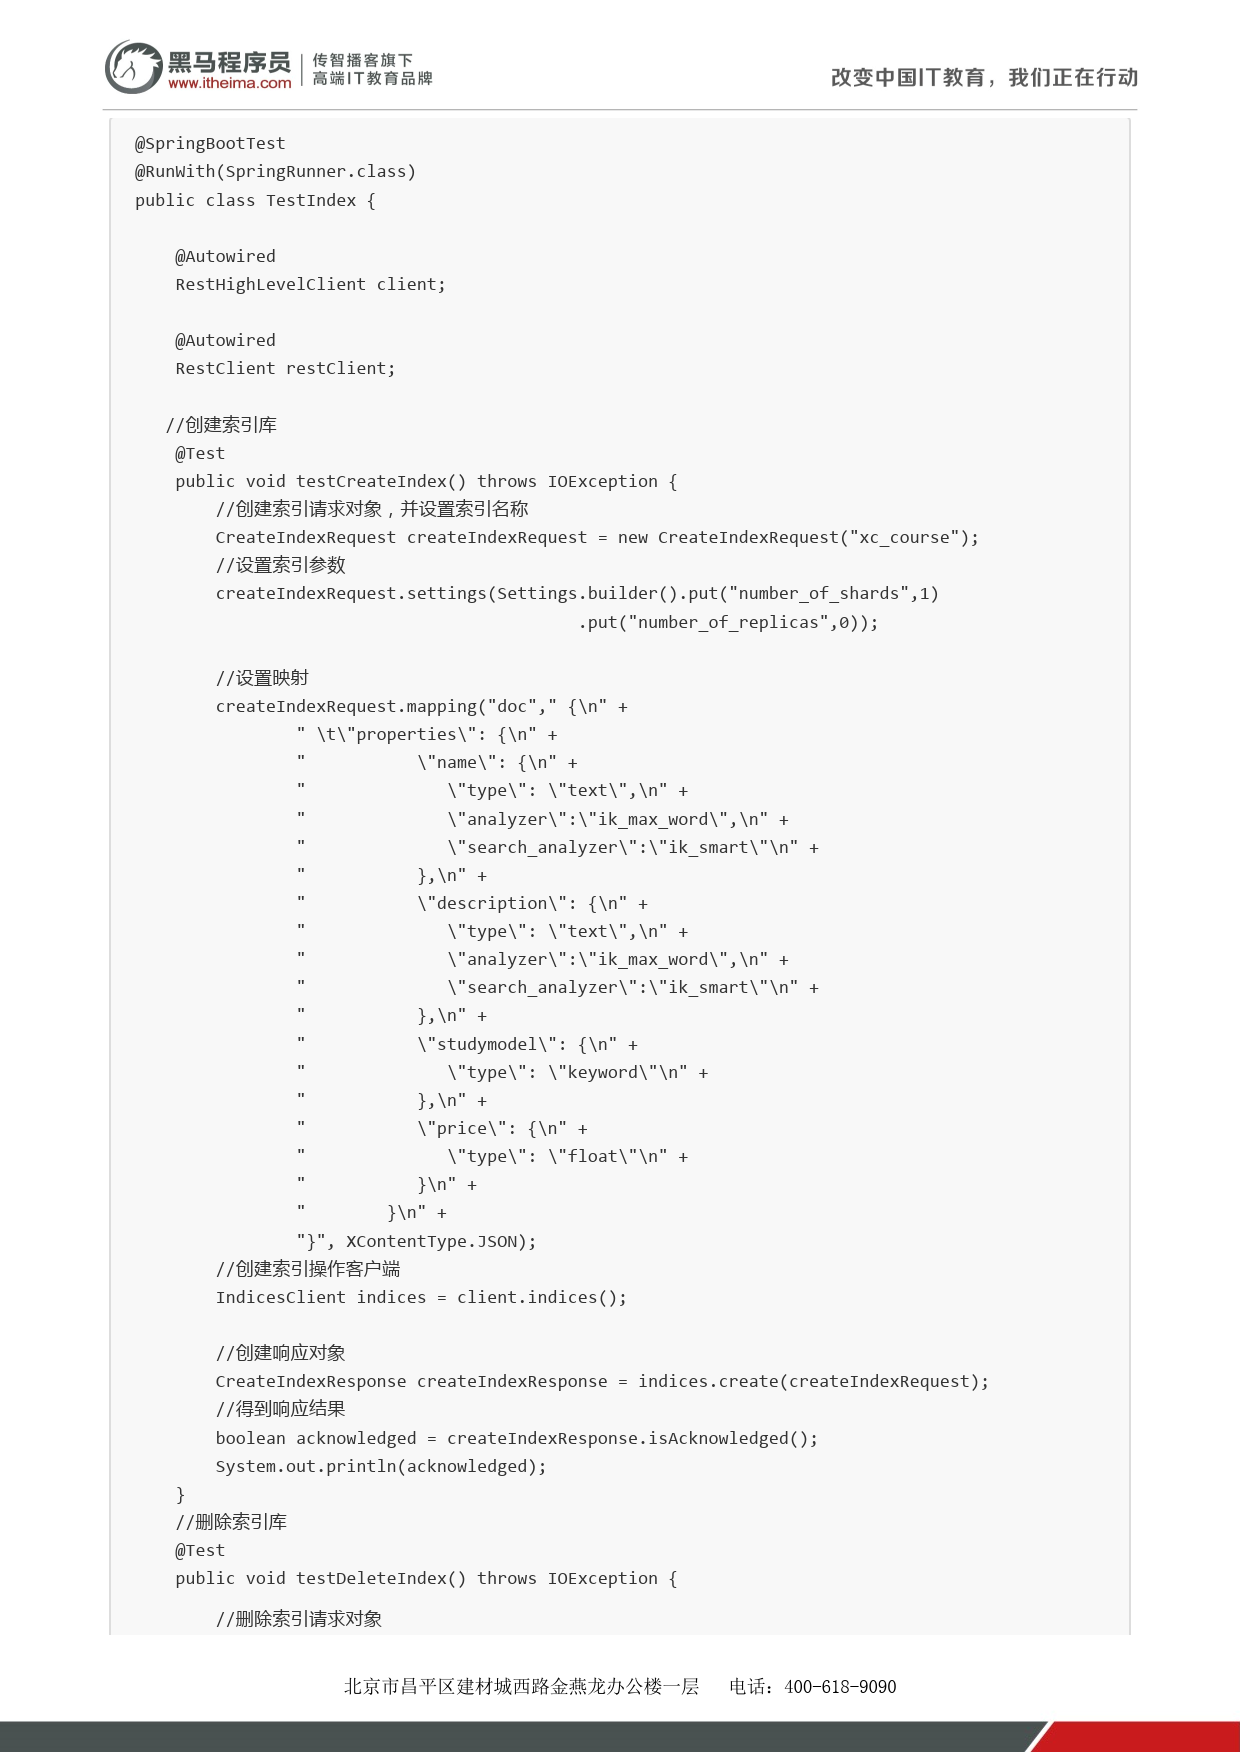 黑马程序员
www.itheima.com
传智播客旗下
高端IT教育品牌
改变中国IT教育，我们正在行动
@SpringBootTest
@RunWith(SpringRunner.class)
public class TestIndex {

    @Autowired
    RestHighLevelClient client;

    @Autowired
    RestClient restClient;

   //创建索引库
    @Test
    public void testCreateIndex() throws IOException {
        //创建索引请求对象，并设置索引名称
        CreateIndexRequest createIndexRequest = new CreateIndexRequest("xc_course");
        //设置索引参数
        createIndexRequest.settings(Settings.builder().put("number_of_shards",1)
                                            .put("number_of_replicas",0));

        //设置映射
        createIndexRequest.mapping("doc"," {\n" +
                " \t\"properties\": {\n" +
                "           \"name\": {\n" +
                "              \"type\": \"text\",\n" +
                "              \"analyzer\":\"ik_max_word\",\n" +
                "              \"search_analyzer\":\"ik_smart\"\n" +
                "           },\n" +
                "           \"description\": {\n" +
                "              \"type\": \"text\",\n" +
                "              \"analyzer\":\"ik_max_word\",\n" +
                "              \"search_analyzer\":\"ik_smart\"\n" +
                "           },\n" +
                "           \"studymodel\": {\n" +
                "              \"type\": \"keyword\"\n" +
                "           },\n" +
                "           \"price\": {\n" +
                "              \"type\": \"float\"\n" +
                "           }\n" +
                "        }\n" +
                "}", XContentType.JSON);
        //创建索引操作客户端
        IndicesClient indices = client.indices();

        //创建响应对象
        CreateIndexResponse createIndexResponse = indices.create(createIndexRequest);
        //得到响应结果
        boolean acknowledged = createIndexResponse.isAcknowledged();
        System.out.println(acknowledged);
    }
    //删除索引库
    @Test
    public void testDeleteIndex() throws IOException {
        //删除索引请求对象
北京市昌平区建材城西路金燕龙办公楼一层   电话：400-618-9090